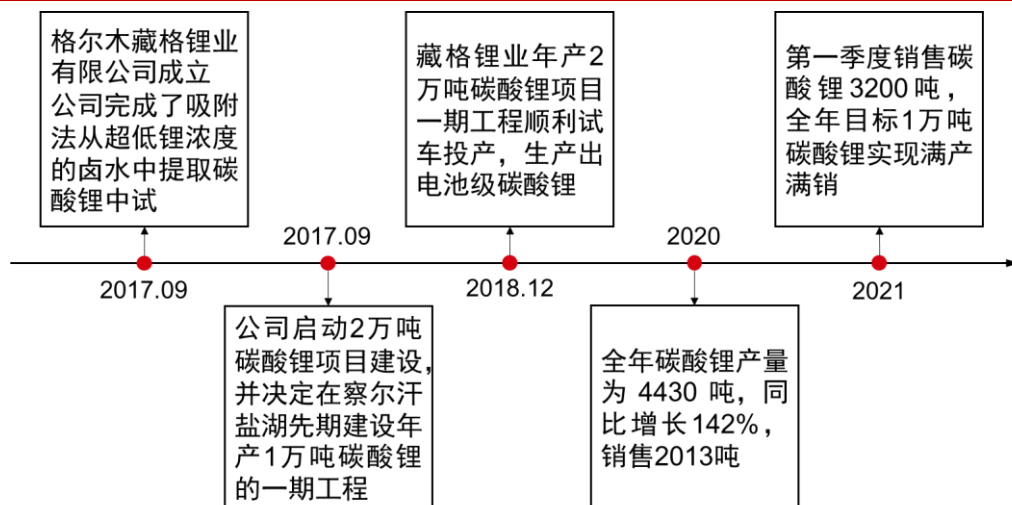 格尔木藏格锂业
有限公司成立
公司完成了吸附
法从超低锂浓度
的卤水中提取碳
酸锂中试
2017.09
2017.09
公司启动2万吨
碳酸锂项目建设,
并决定在察尔汗
盐湖先期建设年
产1万吨碳酸锂
的一期工程
藏格锂业年产2
万吨碳酸锂项目
一期工程顺利试
车投产，生产出
电池级碳酸锂
2018.12
2020
全年碳酸锂产量
为 4430 吨，同
比增长142%，
销售2013吨
第一季度销售碳
酸锂3200吨，
全年目标1万吨
碳酸锂实现满产
满销
2021